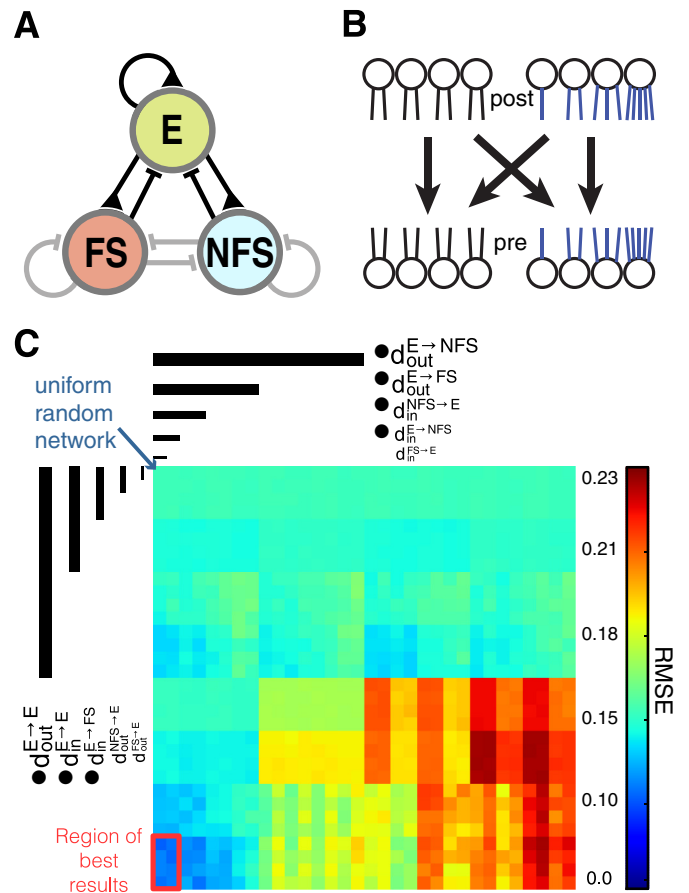 A
E
FS
NFS
B
post
pre
C
uniform
random
network
d_out^{E→NFS}
d_out^{E→FS}
d_in^{NFS→E}
d_in^{E→NFS}
d_in^{FS→E}
d_out^{E→E}
d_in^{E→E}
d_in^{E→FS}
d_out^{NFS→E}
d_out^{FS→E}
0.23
0.21
0.18
0.15
0.10
0.0
RMSE
Region of
best
results